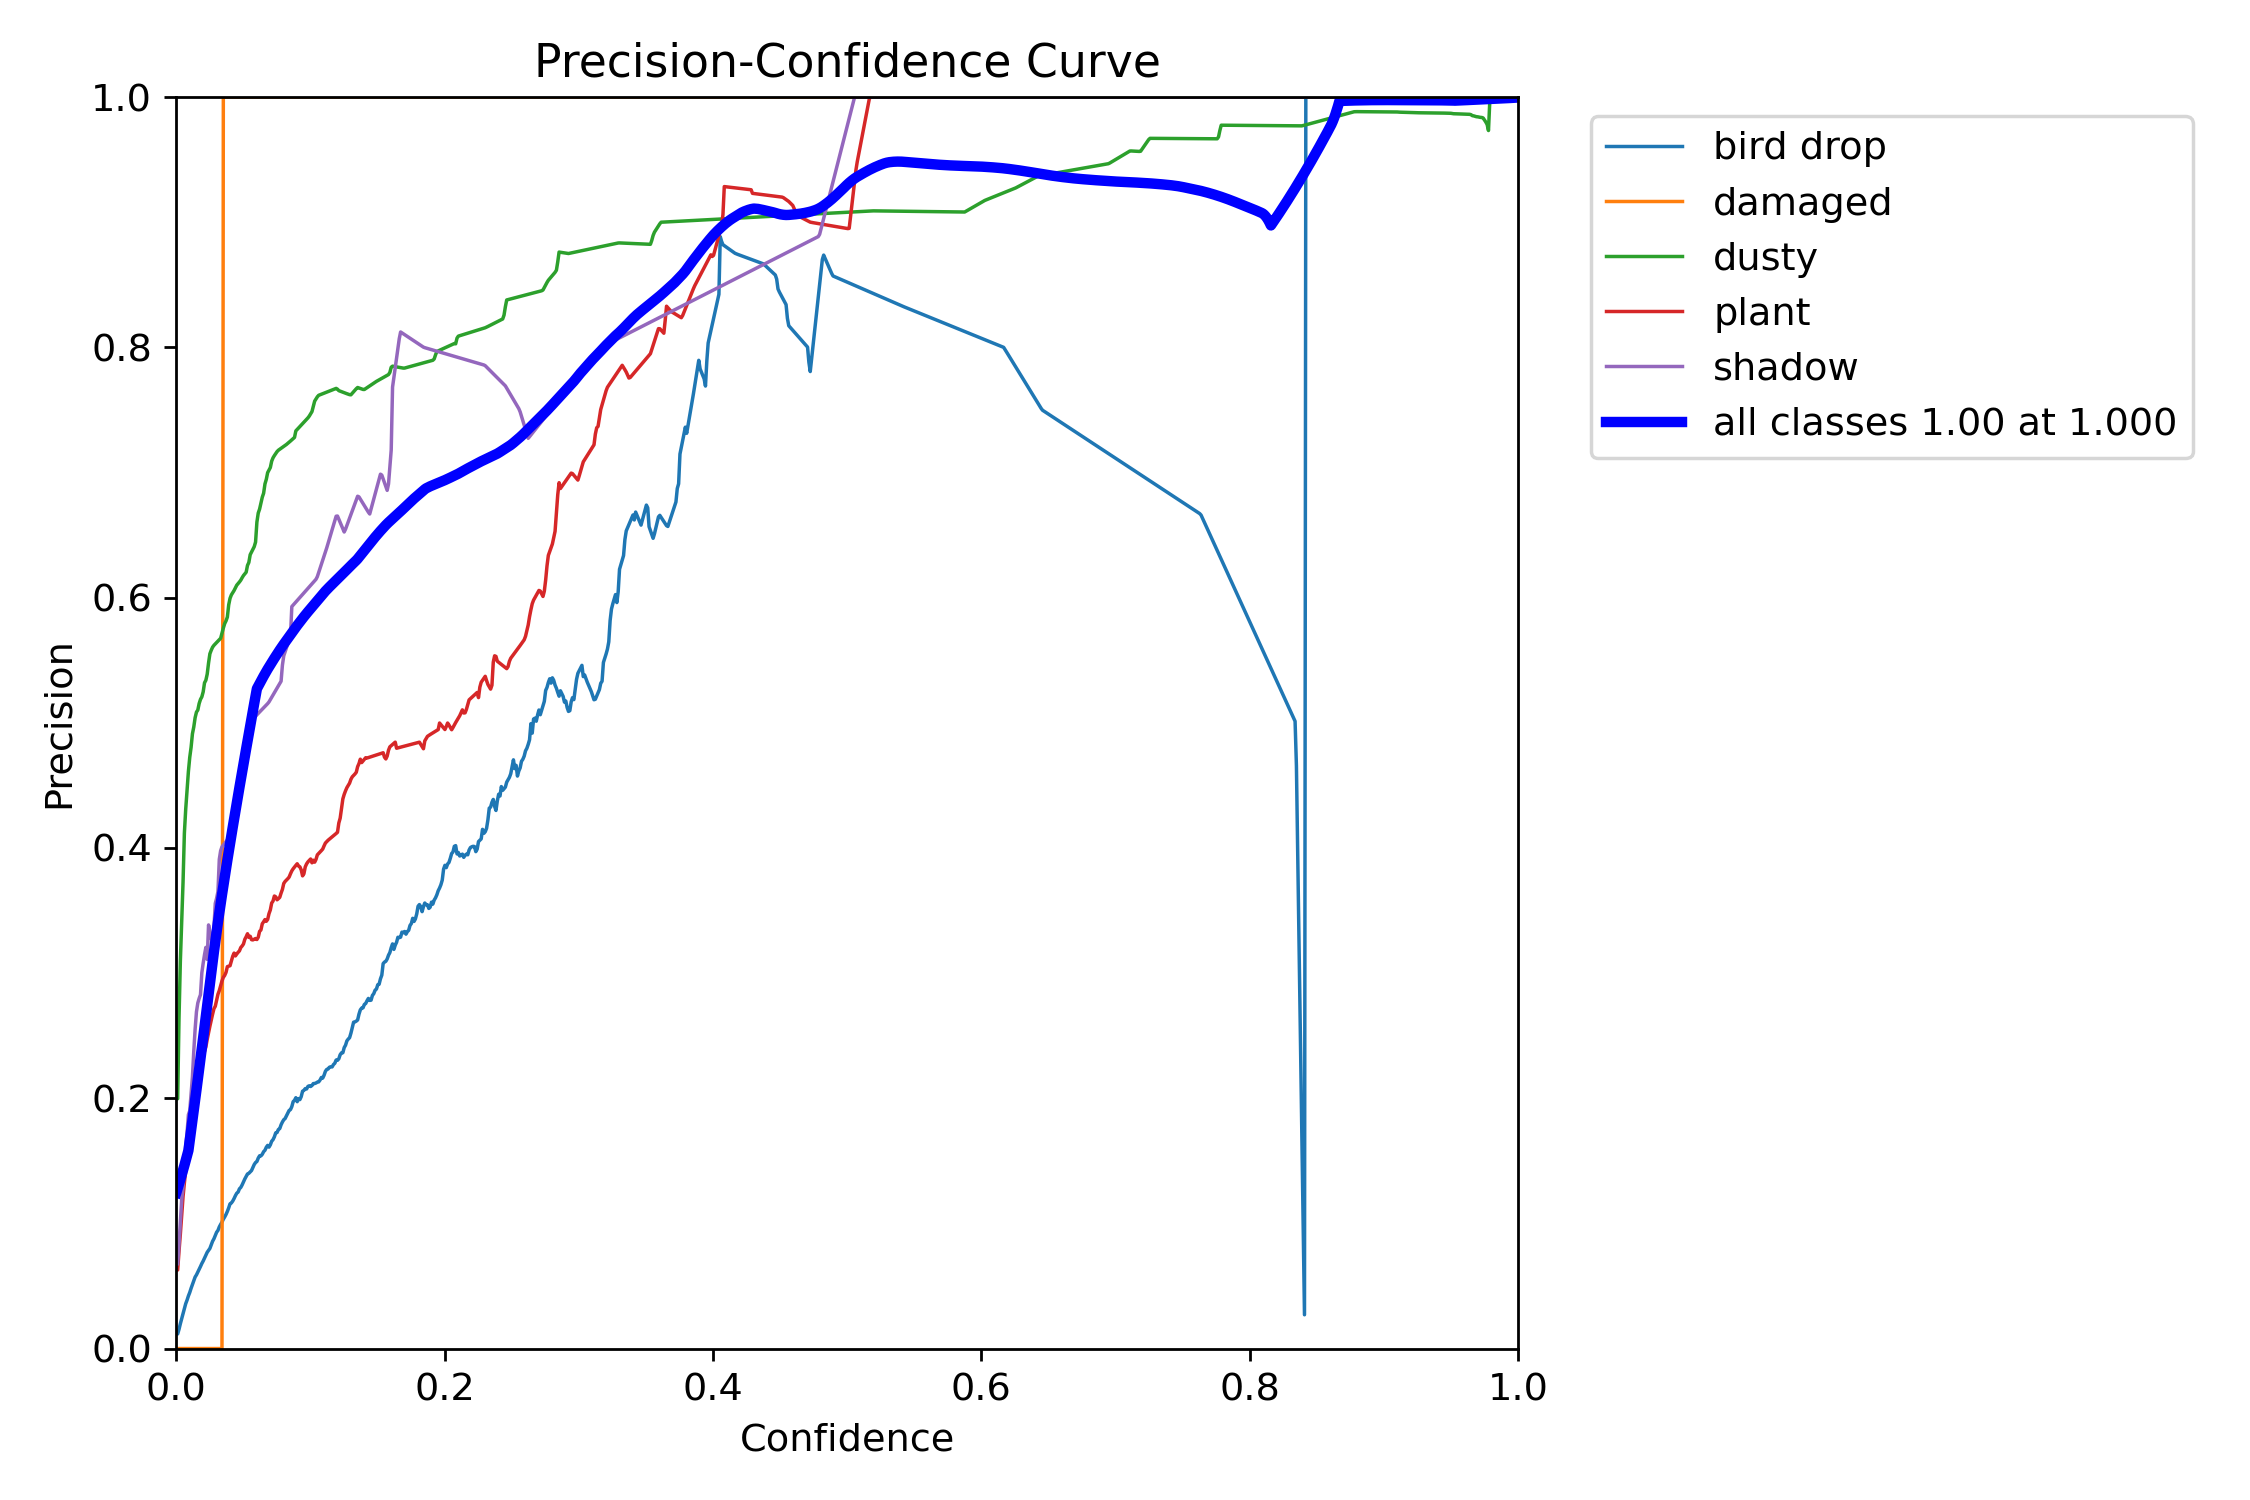 Precision-Confidence Curve
1.0
0.8
0.6
0.4
0.2
0.0
Precision
0.0 0.2 0.4 0.6 0.8 1.0
Confidence
bird drop
damaged
dusty
plant
shadow
all classes 1.00 at 1.000